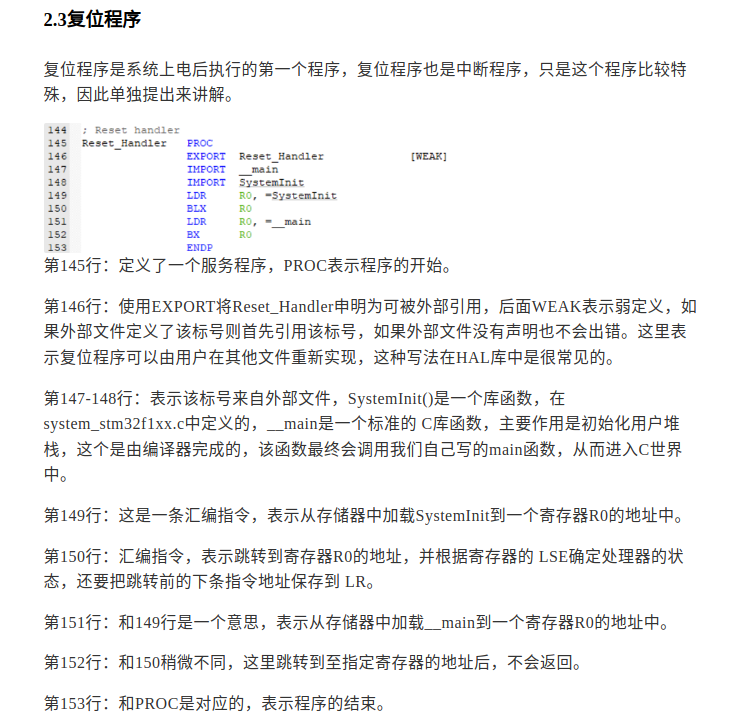 2.3复位程序
复位程序是系统上电后执行的第一个程序，复位程序也是中断程序，只是这个程序比较特
殊，因此单独提出来讲解。
144 ; Reset handler
145 Reset_Handler PROC
146 EXPORT Reset_Handler [WEAK]
147 IMPORT __main
148 IMPORT SystemInit
149 LDR R0, =SystemInit
150 BLX R0
151 LDR R0, =__main
152 BX R0
153 ENDP
第145行：定义了一个服务程序，PROC表示程序的开始。
第146行：使用EXPORT将Reset_Handler申明为可被外部引用，后面WEAK表示弱定义，如
果外部文件定义了该标号则首先引用该标号，如果外部文件没有声明也不会出错。这里表
示复位程序可以由用户在其他文件重新实现，这种写法在HAL库中是很常见的。
第147-148行：表示该标号来自外部文件，SystemInit()是一个库函数，在
system_stm32f1xx.c中定义的，__main是一个标准的 C库函数，主要作用是初始化用户堆
栈，这个是由编译器完成的，该函数最终会调用我们自己写的main函数，从而进入C世界
中。
第149行：这是一条汇编指令，表示从存储器中加载SystemInit到一个寄存器R0的地址中。
第150行：汇编指令，表示跳转到寄存器R0的地址，并根据寄存器的 LSE确定处理器的状
态，还要把跳转前的下条指令地址保存到 LR。
第151行：和149行是一个意思，表示从存储器中加载__main到一个寄存器R0的地址中。
第152行：和150稍微不同，这里跳转到至指定寄存器的地址后，不会返回。
第153行：和PROC是对应的，表示程序的结束。